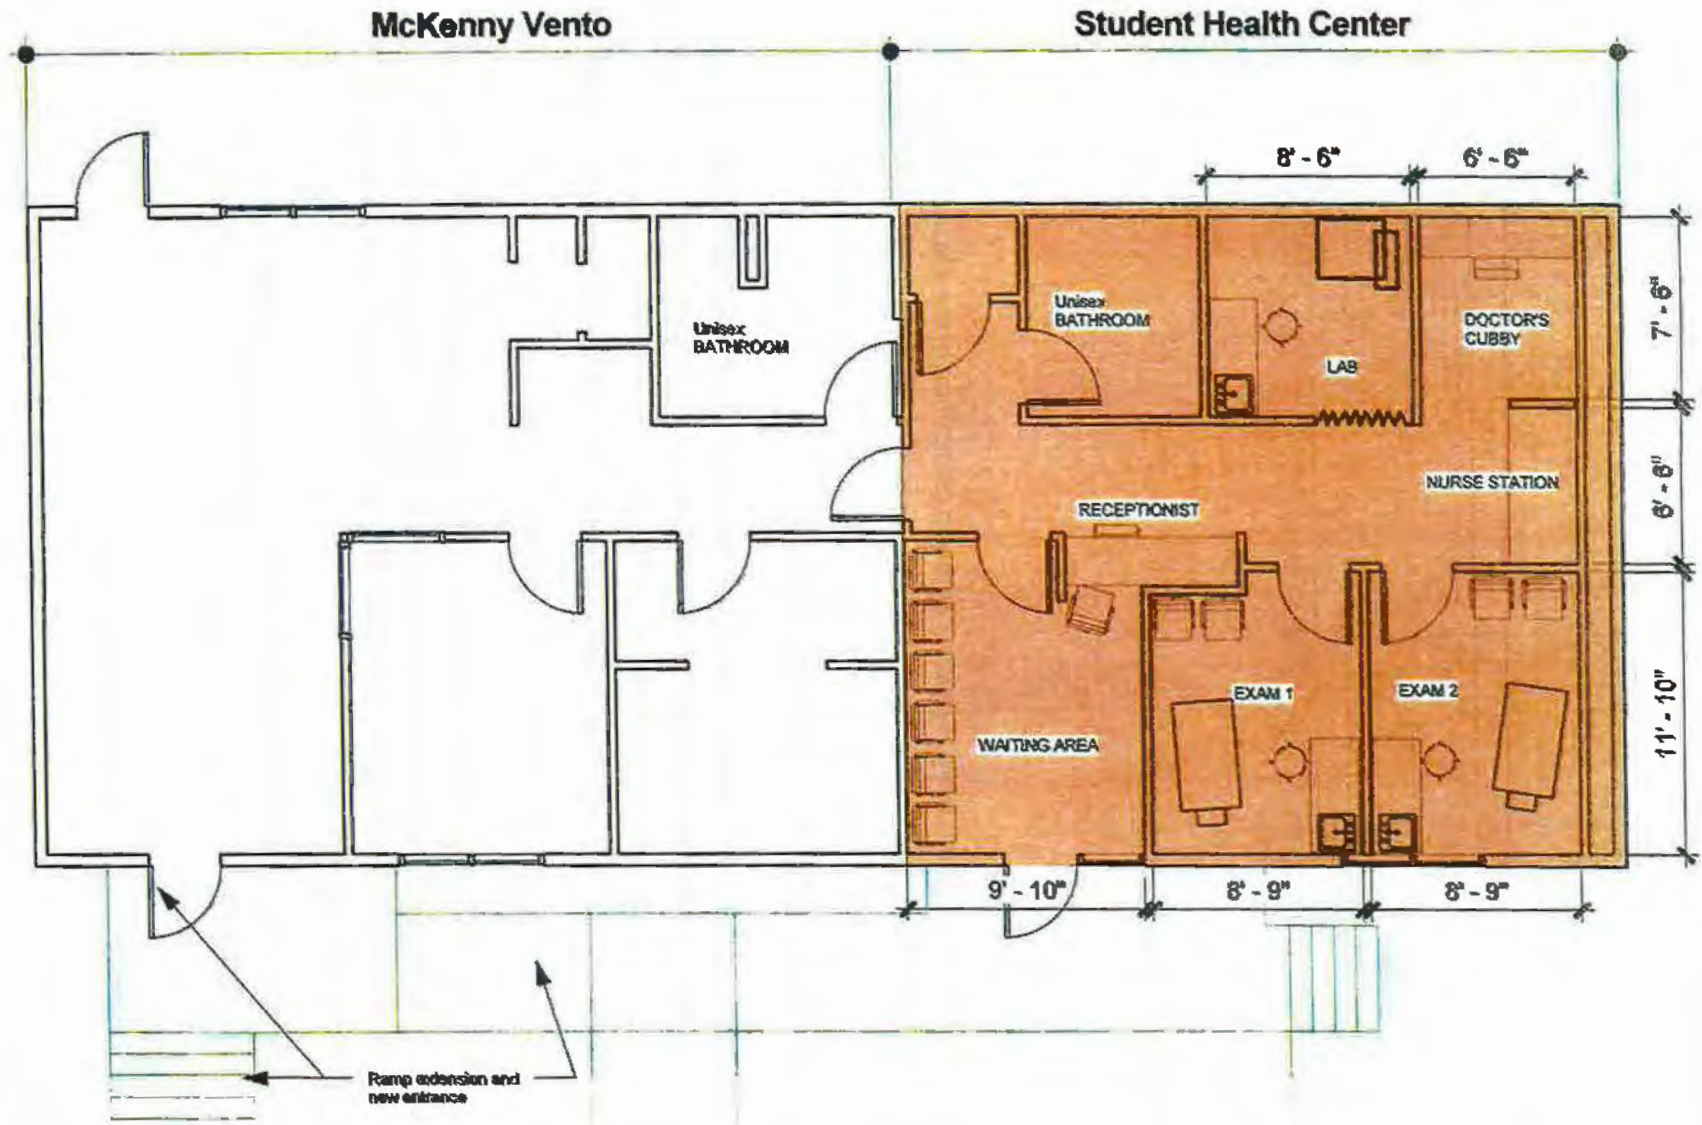 McKenny Vento
Student Health Center
8' - 6"
6' - 6"
7' - 6"
Unisex
BATHROOM
Unisex
BATHROOM
DOCTOR'S
CUBBY
LAB
6' - 6"
NURSE STATION
RECEPTIONIST
11' - 10"
EXAM 1
EXAM 2
WAITING AREA
9' - 10"
8' - 9"
8' - 9"
Ramp extension and
new entrance